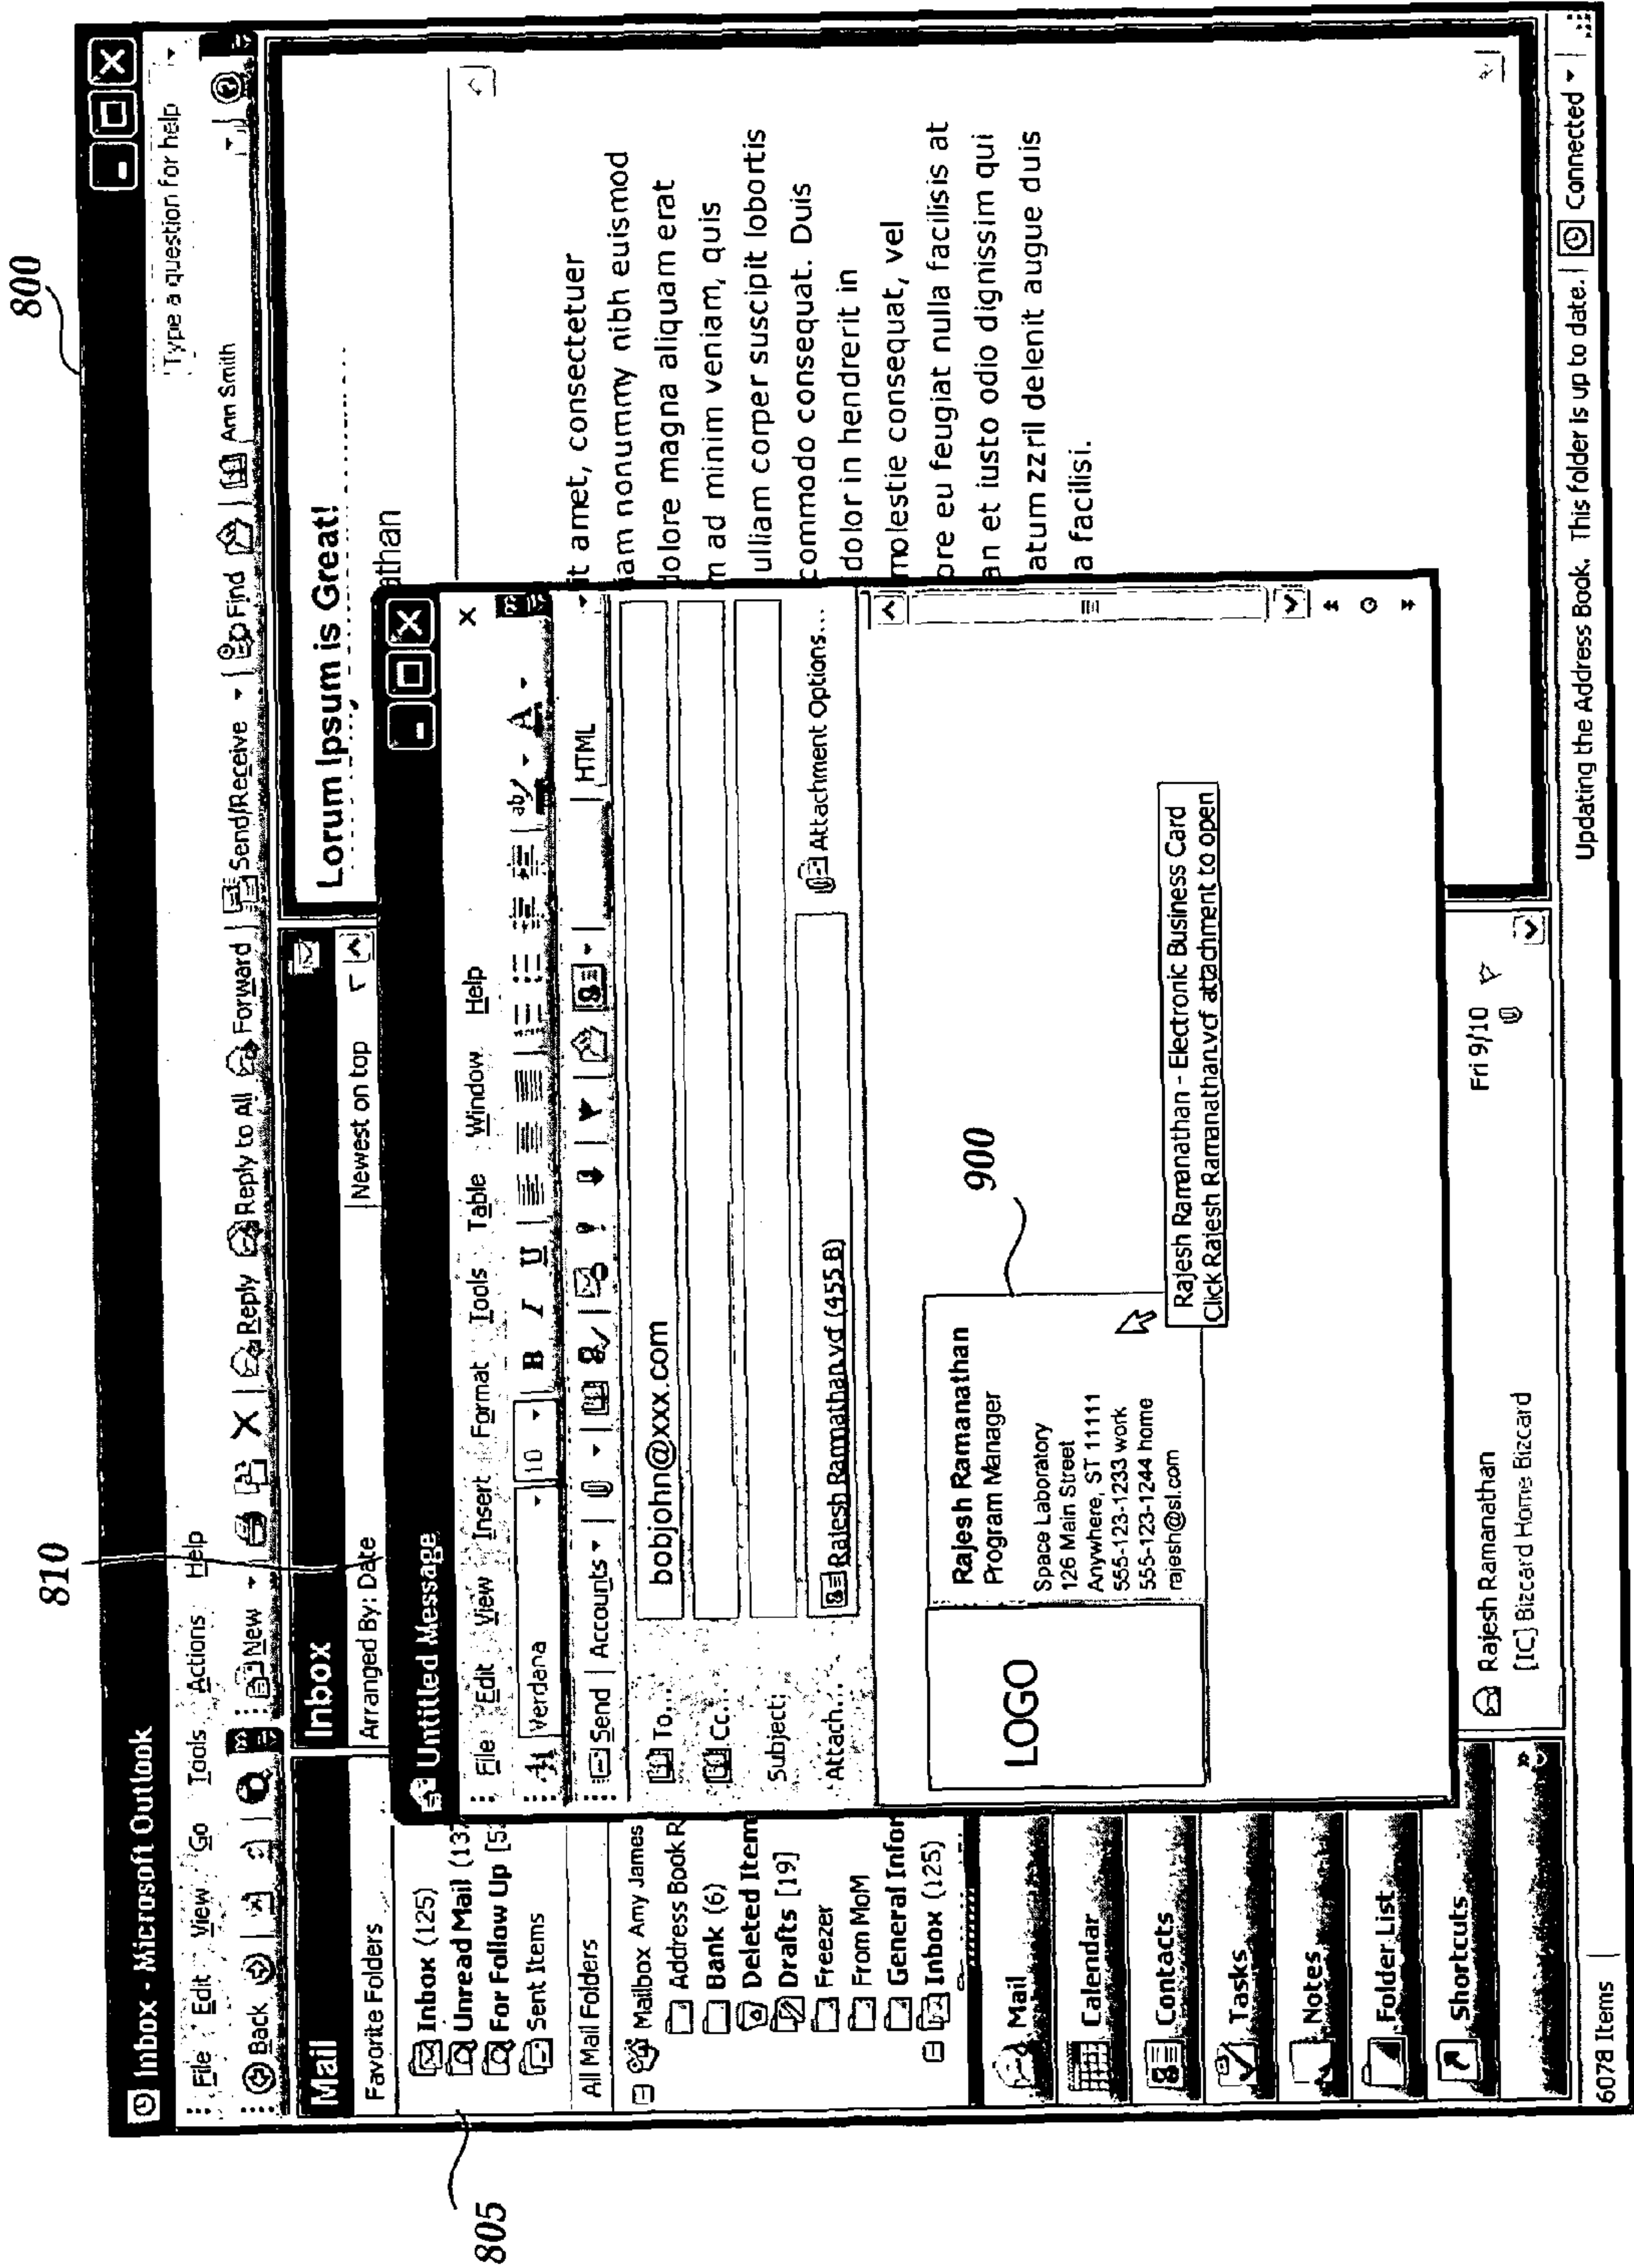 800
810
805
Inbox - Microsoft Outlook
File Edit View Go Tools Actions Help
Type a question for help
Back
New
Reply Reply to All Forward Send/Receive Find Ann Smith
Mail
Favorite Folders
Inbox (125)
Unread Mail (137
For Follow Up [5
Sent Items
All Mail Folders
Mailbox Amy James
Address Book R
Bank (6)
Deleted Item
Drafts [19]
Freezer
From MoM
General Infor
Inbox (125)
Mail
Calendar
Contacts
Tasks
Notes
Folder List
Shortcuts
Inbox
Arranged By: Date
Newest on top
Lorum Ipsum is Great!
athan
it amet, consectetuer
am nonummy nibh euismod
dolore magna aliquam erat
n ad minim veniam, quis
ulliam corper suscipit lobortis
commodo consequat. Duis
dolor in hendrerit in
molestie consequat, vel
ore eu feugiat nulla facilisis at
an et iusto odio dignissim qui
atum zzril delenit augue duis
a facilisi.
Untitled Message
File Edit View Insert Format Tools Table Window Help
Verdana 10 B I U
Send Accounts HTML
To... bobjohn@xxx.com
Cc...
Subject:
Attach... Rajesh Ramnathan.vcf (455 B) Attachment Options...
900
LOGO
Rajesh Ramanathan
Program Manager
Space Laboratory
126 Main Street
Anywhere, ST 11111
555-123-1233 work
555-123-1244 home
rajesh@sl.com
Rajesh Ramanathan - Electronic Business Card
Click Rajesh Ramanathan.vcf attachment to open
Rajesh Ramanathan Fri 9/10
[IC] Bizcard Home Bizcard
6078 Items
Updating the Address Book. This folder is up to date. Connected